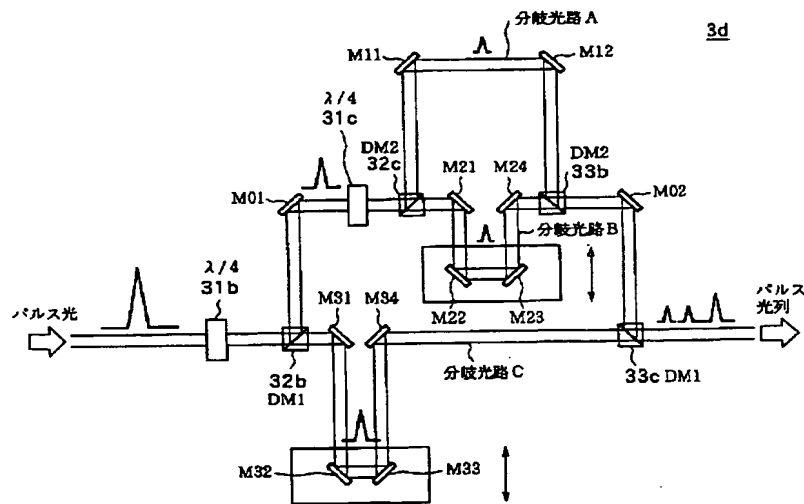 3d
分岐光路A
M11
M12
λ/4
31c
DM2
32c
M21
M24
DM2
33b
M01
M02
分岐光路B
λ/4
31b
M22
M23
パルス光
M31
M34
パルス
光列
32b
DM1
分岐光路C
33c DM1
M32
M33